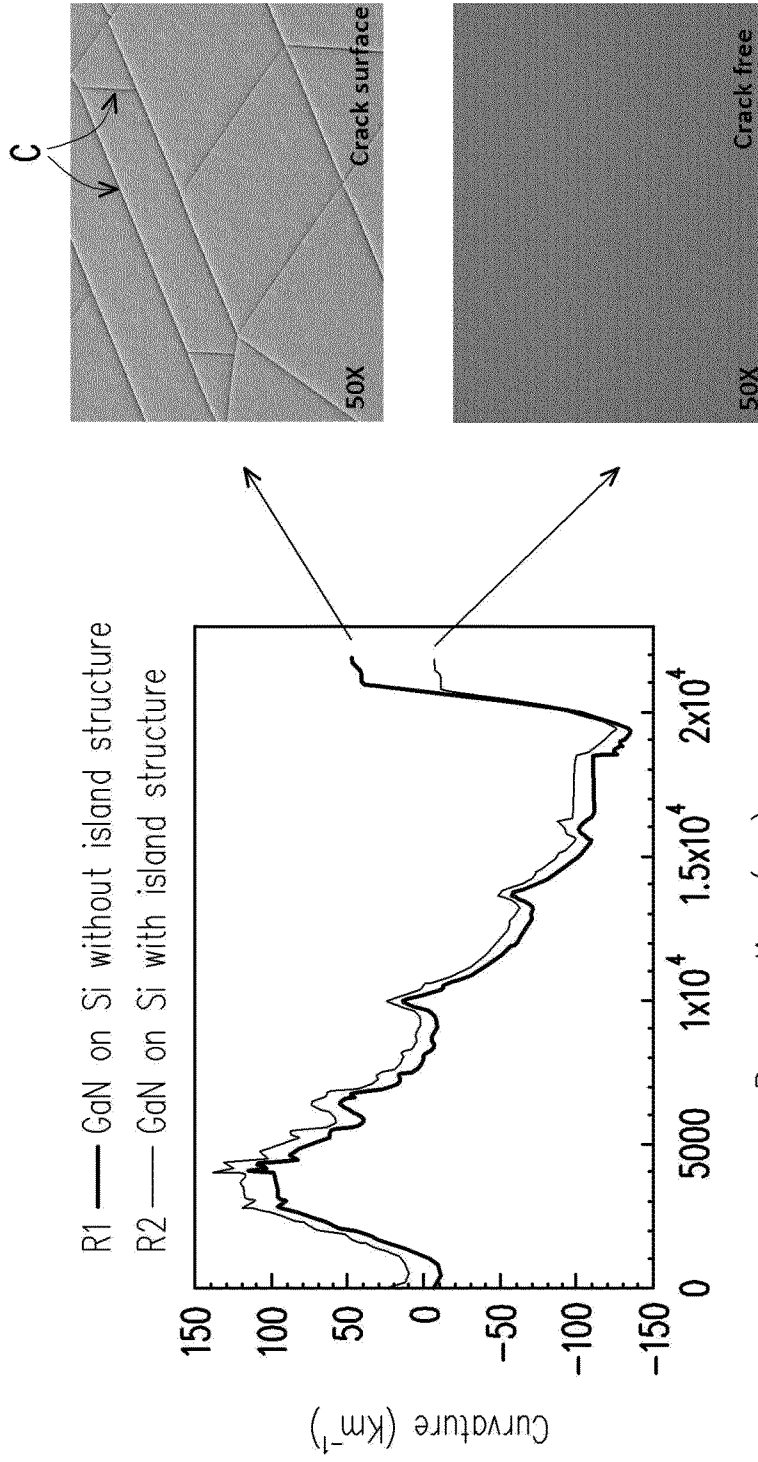 R1 GaN on Si without island structure
R2 GaN on Si with island structure
Curvature (Km⁻¹)
150
100
50
0
-50
-100
-150
0
5000
1x10⁴
1.5x10⁴
2x10⁴
C
50X
Crack surface
50X
Crack free